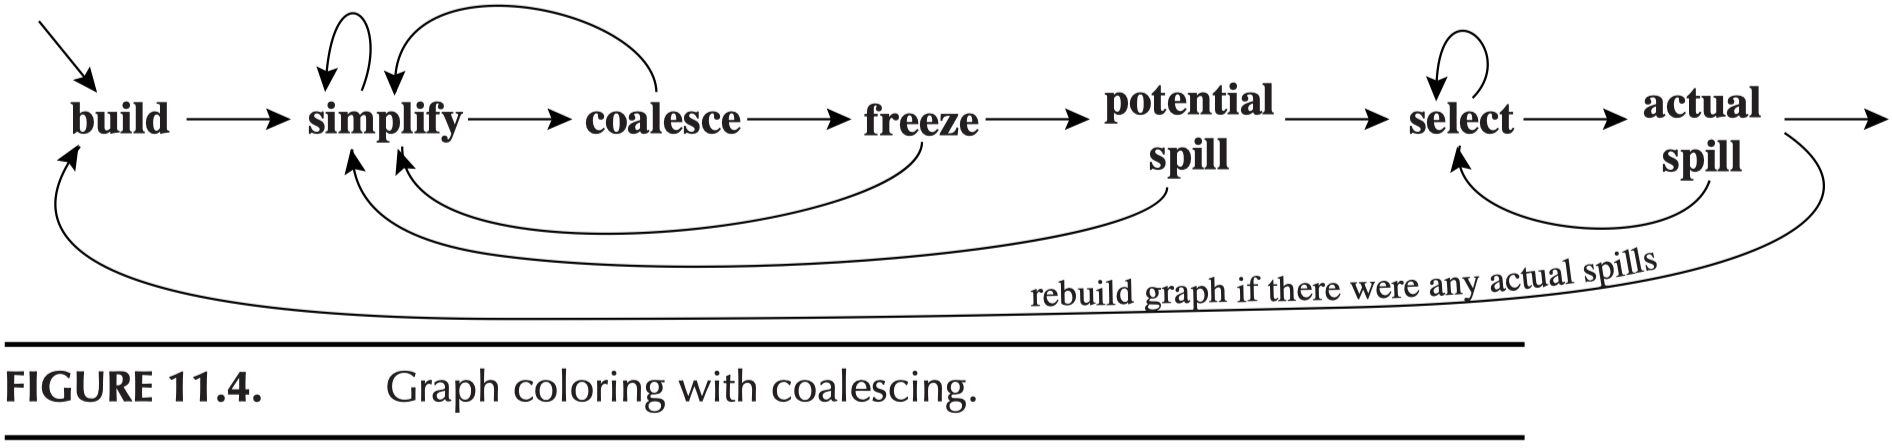 build simplify coalesce freeze potential spill select actual spill
rebuild graph if there were any actual spills
FIGURE 11.4. Graph coloring with coalescing.